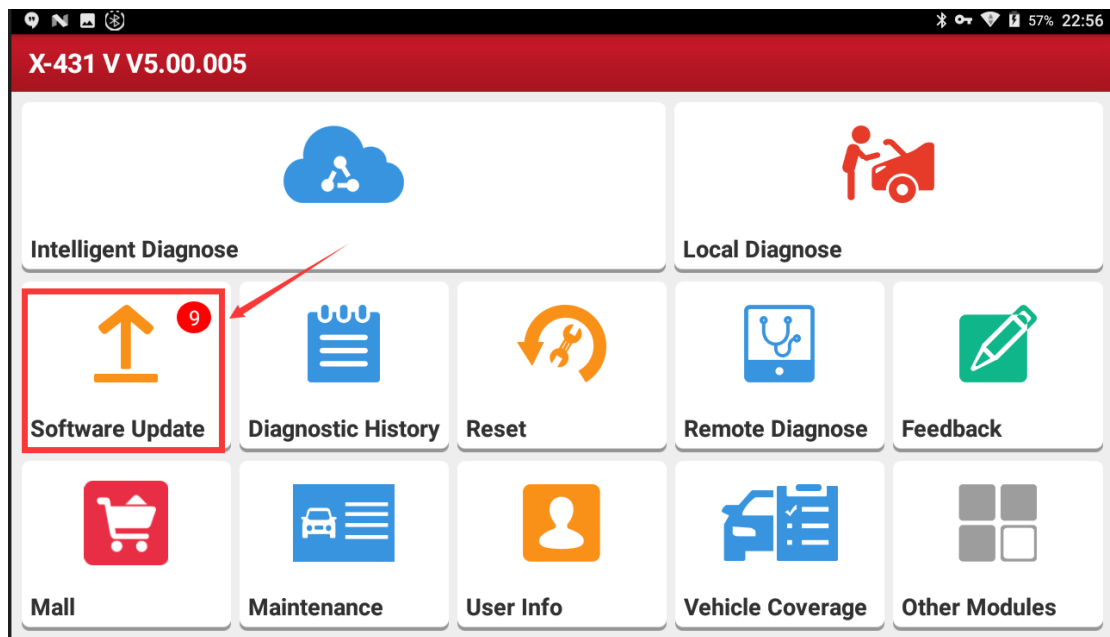 57% 22:56
X-431 V V5.00.005
Intelligent Diagnose
Local Diagnose
9
Software Update
Diagnostic History
Reset
Remote Diagnose
Feedback
Mall
Maintenance
User Info
Vehicle Coverage
Other Modules